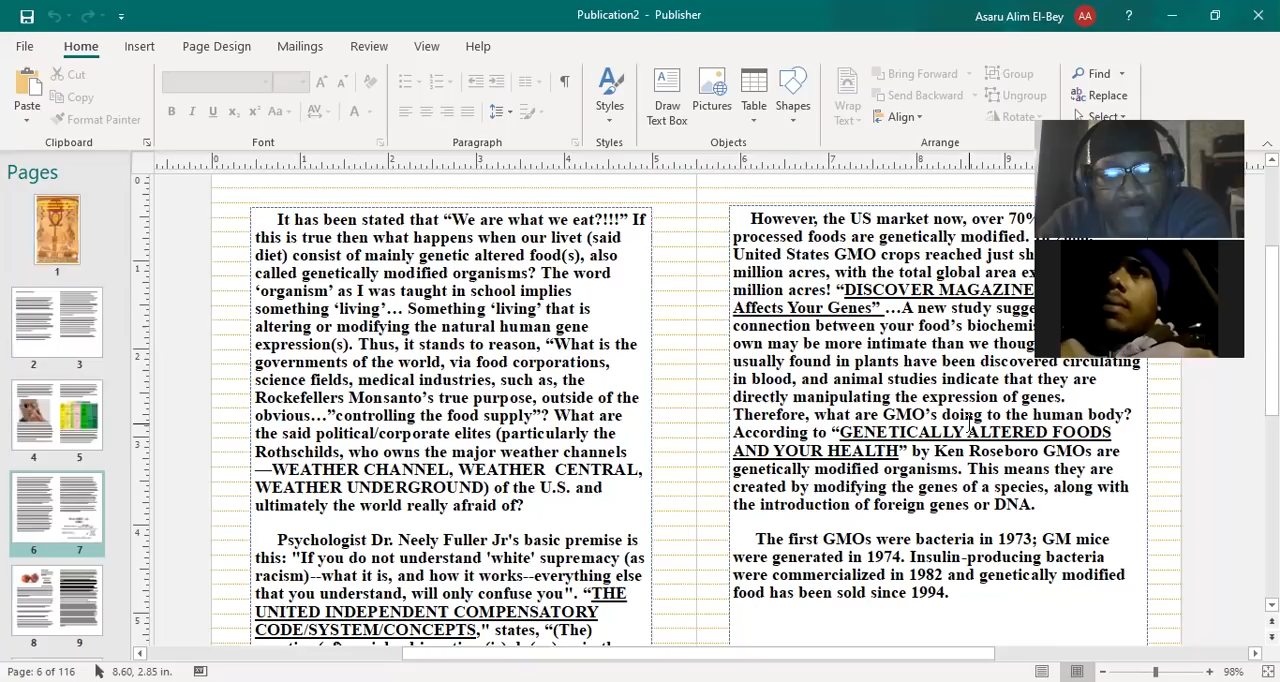 Publication2 - Publisher
Asaru Alim El-Bey
AA
?
File
Home
Insert
Page Design
Mailings
Review
View
Help
Paste
Cut
Copy
Format Painter
Clipboard
Font
Paragraph
Styles
Styles
Draw
Text Box
Pictures
Table
Shapes
Objects
Wrap
Text
Bring Forward
Send Backward
Align
Group
Ungroup
Rotate
Arrange
Find
Replace
Select
Pages
1
2 3
4 5
6 7
8 9
It has been stated that “We are what we eat?!!!” If
this is true then what happens when our livet (said
diet) consist of mainly genetic altered food(s), also
called genetically modified organisms? The word
‘organism’ as I was taught in school implies
something ‘living’… Something ‘living’ that is
altering or modifying the natural human gene
expression(s). Thus, it stands to reason, “What is the
governments of the world, via food corporations,
science fields, medical industries, such as, the
Rockefellers Monsanto’s true purpose, outside of the
obvious…”controlling the food supply”? What are
the said political/corporate elites (particularly the
Rothschilds, who owns the major weather channels
—WEATHER CHANNEL, WEATHER CENTRAL,
WEATHER UNDERGROUND) of the U.S. and
ultimately the world really afraid of?
Psychologist Dr. Neely Fuller Jr's basic premise is
this: "If you do not understand 'white' supremacy (as
racism)--what it is, and how it works--everything else
that you understand, will only confuse you". “THE
UNITED INDEPENDENT COMPENSATORY
CODE/SYSTEM/CONCEPTS," states, “(The)
However, the US market now, over 70%
processed foods are genetically modified.
United States GMO crops reached just
million acres, with the total global area
million acres! “DISCOVER MAGAZINE
Affects Your Genes” …A new study
connection between your food’s
own may be more intimate than we
usually found in plants have been discovered circulating
in blood, and animal studies indicate that they are
directly manipulating the expression of genes.
Therefore, what are GMO’s doing to the human body?
According to “GENETICALLY ALTERED FOODS
AND YOUR HEALTH” by Ken Roseboro GMOs are
genetically modified organisms. This means they are
created by modifying the genes of a species, along with
the introduction of foreign genes or DNA.
The first GMOs were bacteria in 1973; GM mice
were generated in 1974. Insulin-producing bacteria
were commercialized in 1982 and genetically modified
food has been sold since 1994.
Page: 6 of 116
8.60, 2.85 in.
98%